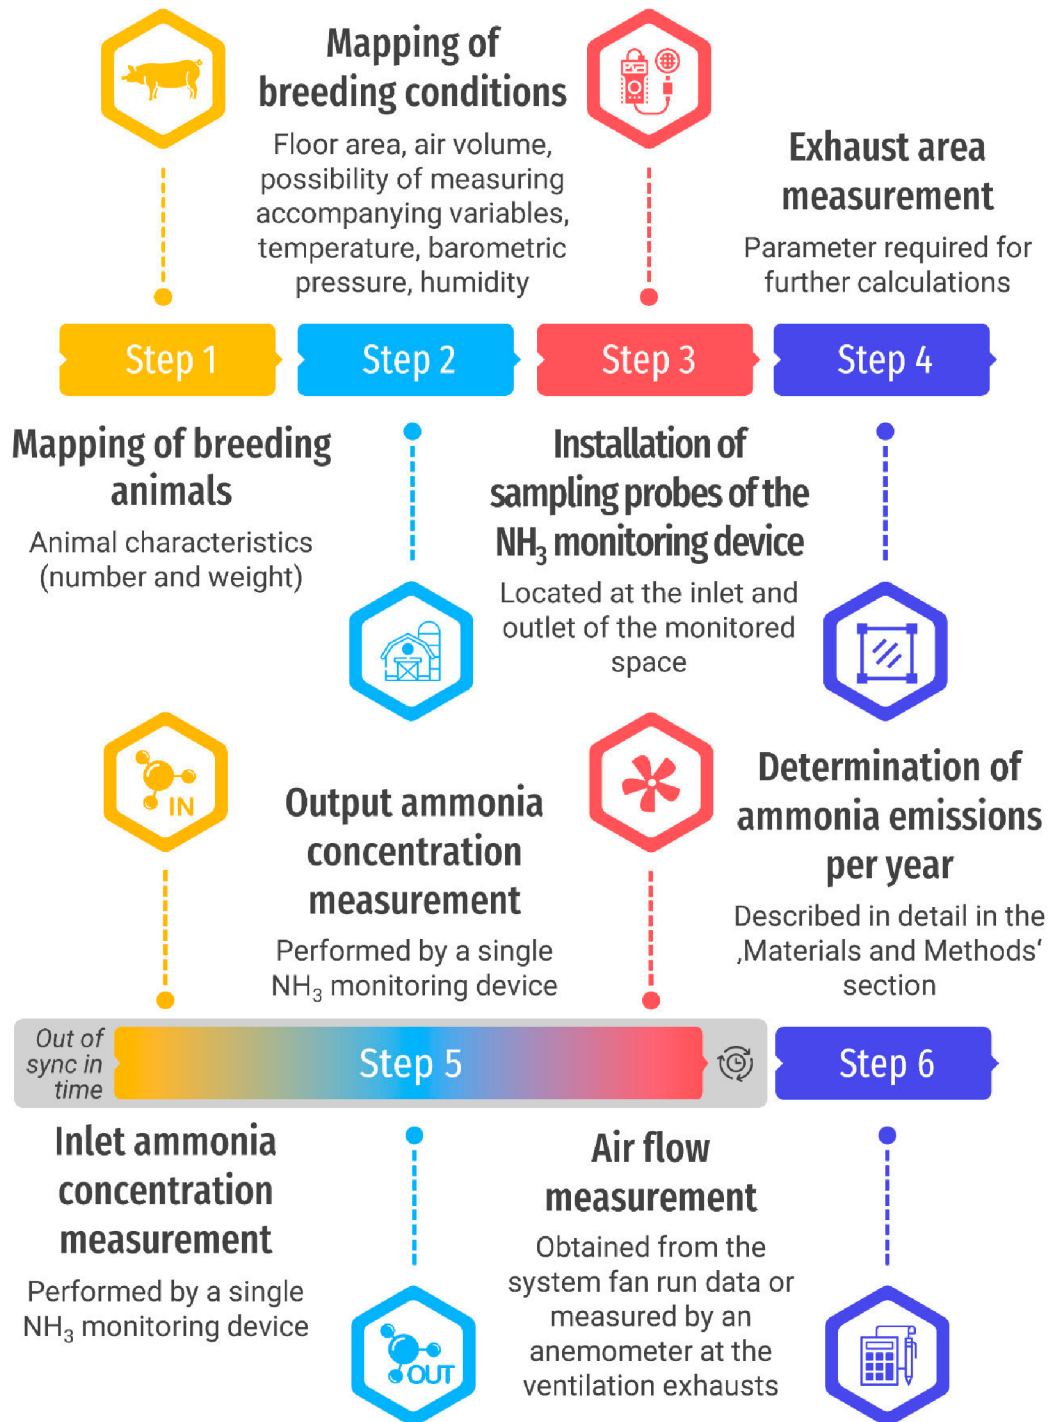 Mapping of
breeding conditions
Floor area, air volume,
possibility of measuring
accompanying variables,
temperature, barometric
pressure, humidity
Exhaust area
measurement
Parameter required for
further calculations
Step 1
Step 2
Step 3
Step 4
Mapping of breeding
animals
Animal characteristics
(number and weight)
Installation of
sampling probes of the
NH₃ monitoring device
Located at the inlet and
outlet of the monitored
space
IN
Output ammonia
concentration
measurement
Performed by a single
NH₃ monitoring device
Determination of
ammonia emissions
per year
Described in detail in the
‚Materials and Methods‘
section
Out of
sync in
time
Step 5
Step 6
Inlet ammonia
concentration
measurement
Performed by a single
NH₃ monitoring device
OUT
Air flow
measurement
Obtained from the
system fan run data or
measured by an
anemometer at the
ventilation exhausts